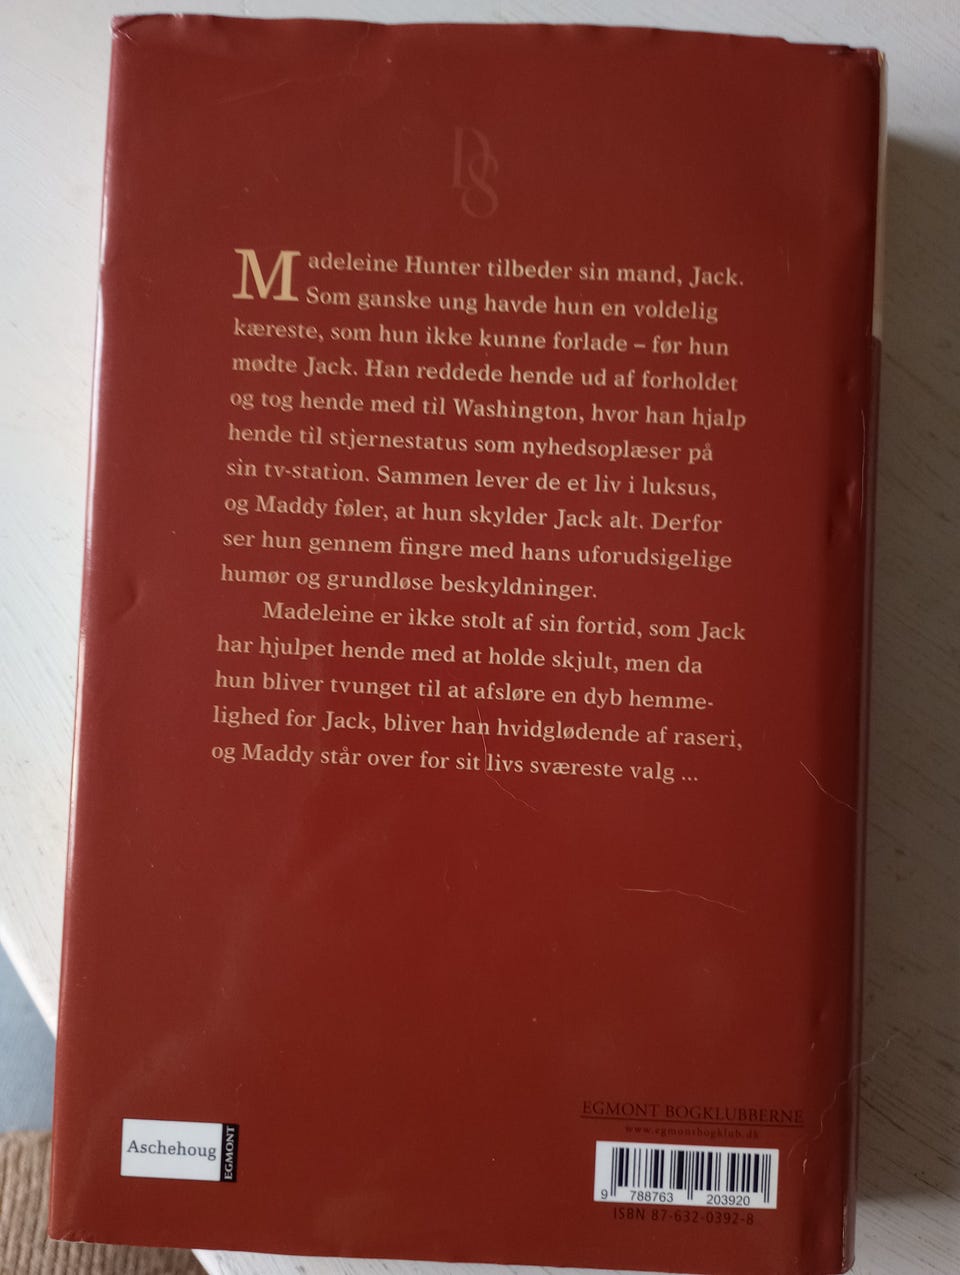 DS
Madeleine Hunter tilbeder sin mand, Jack.
Som ganske ung havde hun en voldelig
kæreste, som hun ikke kunne forlade – før hun
mødte Jack. Han reddede hende ud af forholdet
og tog hende med til Washington, hvor han hjalp
hende til stjernestatus som nyhedsoplæser på
sin tv-station. Sammen lever de et liv i luksus,
og Maddy føler, at hun skylder Jack alt. Derfor
ser hun gennem fingre med hans uforudsigelige
humør og grundløse beskyldninger.
Madeleine er ikke stolt af sin fortid, som Jack
har hjulpet hende med at holde skjult, men da
hun bliver tvunget til at afsløre en dyb hemme-
lighed for Jack, bliver han hvidglødende af raseri,
og Maddy står over for sit livs sværeste valg ...
EGMONT BOGKLUBBERNE
www.egmontbogklub.dk
Aschehoug
EGMONT
9 788763 203920
ISBN 87-632-0392-8